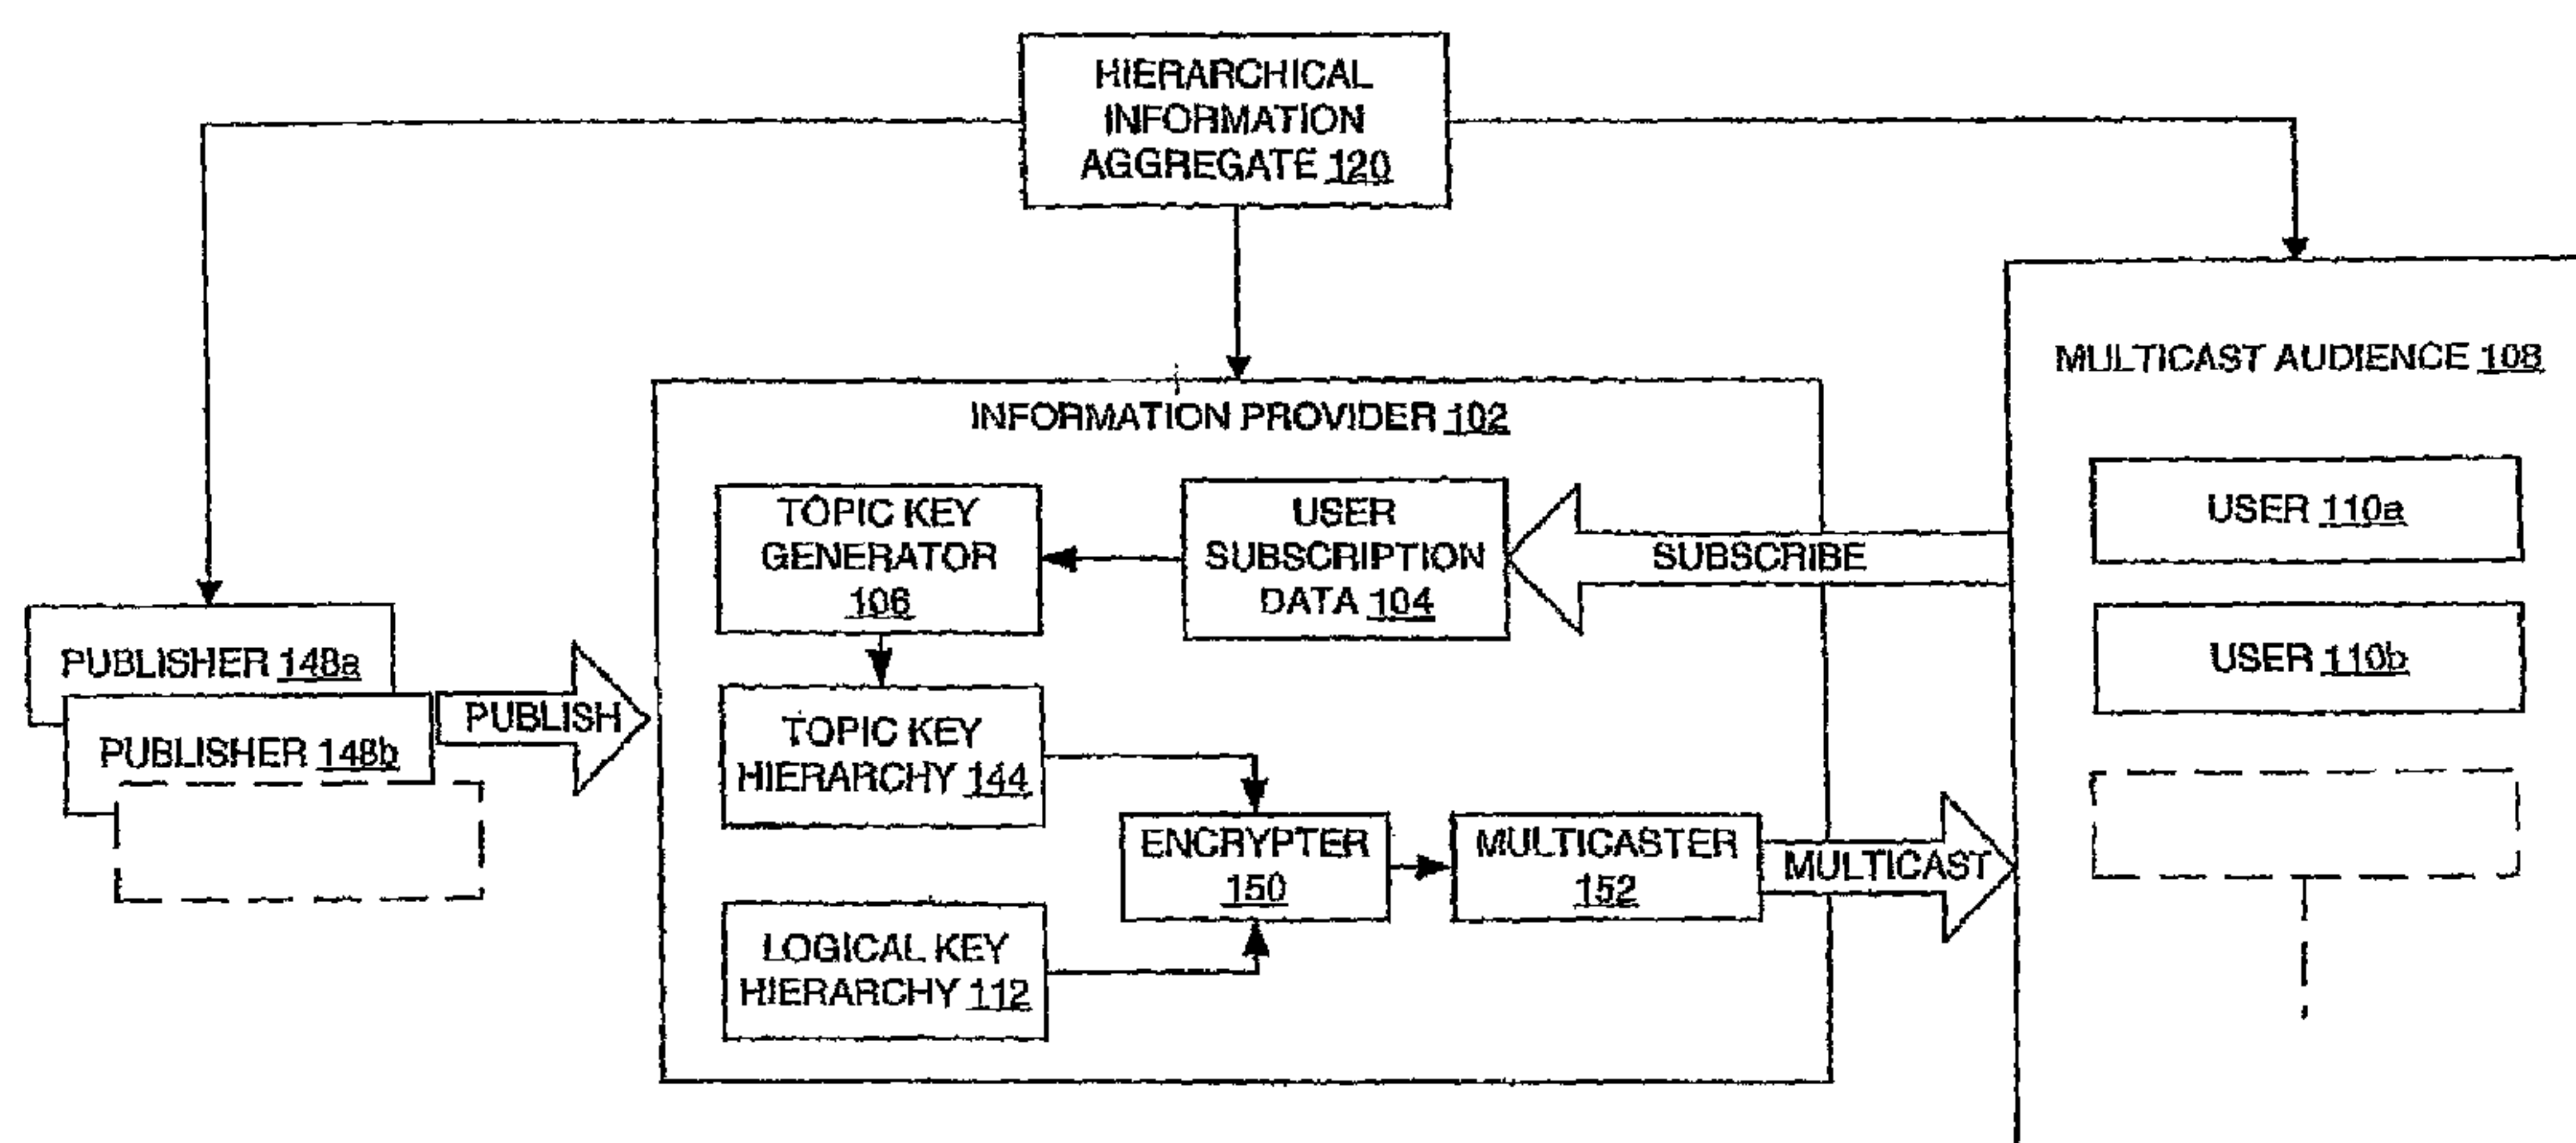 HIERARCHICAL
INFORMATION
AGGREGATE 120
MULTICAST AUDIENCE 108
INFORMATION PROVIDER 102
TOPIC KEY
GENERATOR
106
USER
SUBSCRIPTION
DATA 104
SUBSCRIBE
USER 110a
USER 110b
PUBLISHER 148a
PUBLISHER 148b
PUBLISH
TOPIC KEY
HIERARCHY 144
ENCRYPTER
150
MULTICASTER
152
MULTICAST
LOGICAL KEY
HIERARCHY 112